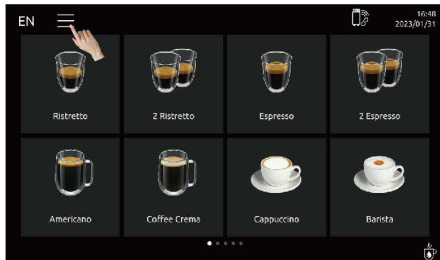 EN
16:48
2023/01/31
Ristretto
2 Ristretto
Espresso
2 Espresso
Americano
Coffee Crema
Cappuccino
Barista